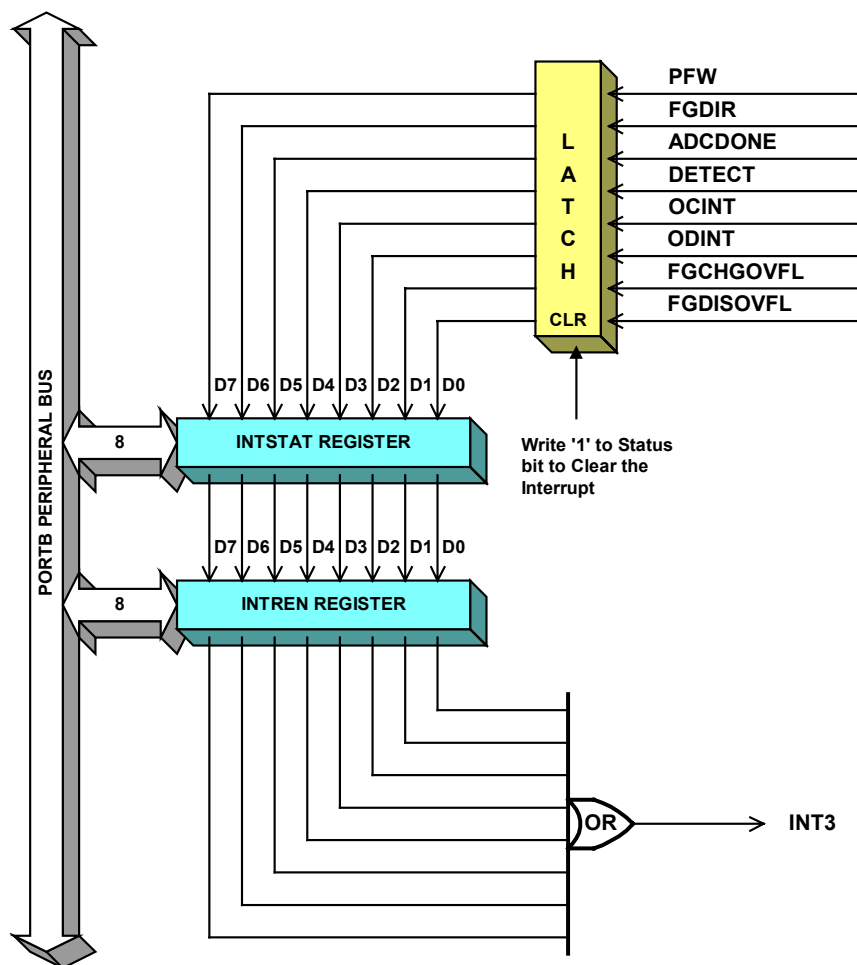 PFW
FGDIR
ADCDONE
DETECT
OCINT
ODINT
FGCHGOVFL
FGDISOVFL
L
A
T
C
H
CLR
D7 D6 D5 D4 D3 D2 D1 D0
8
INTSTAT REGISTER
Write '1' to Status
bit to Clear the
Interrupt
PORTB PERIPHERAL BUS
D7 D6 D5 D4 D3 D2 D1 D0
8
INTREN REGISTER
OR
INT3